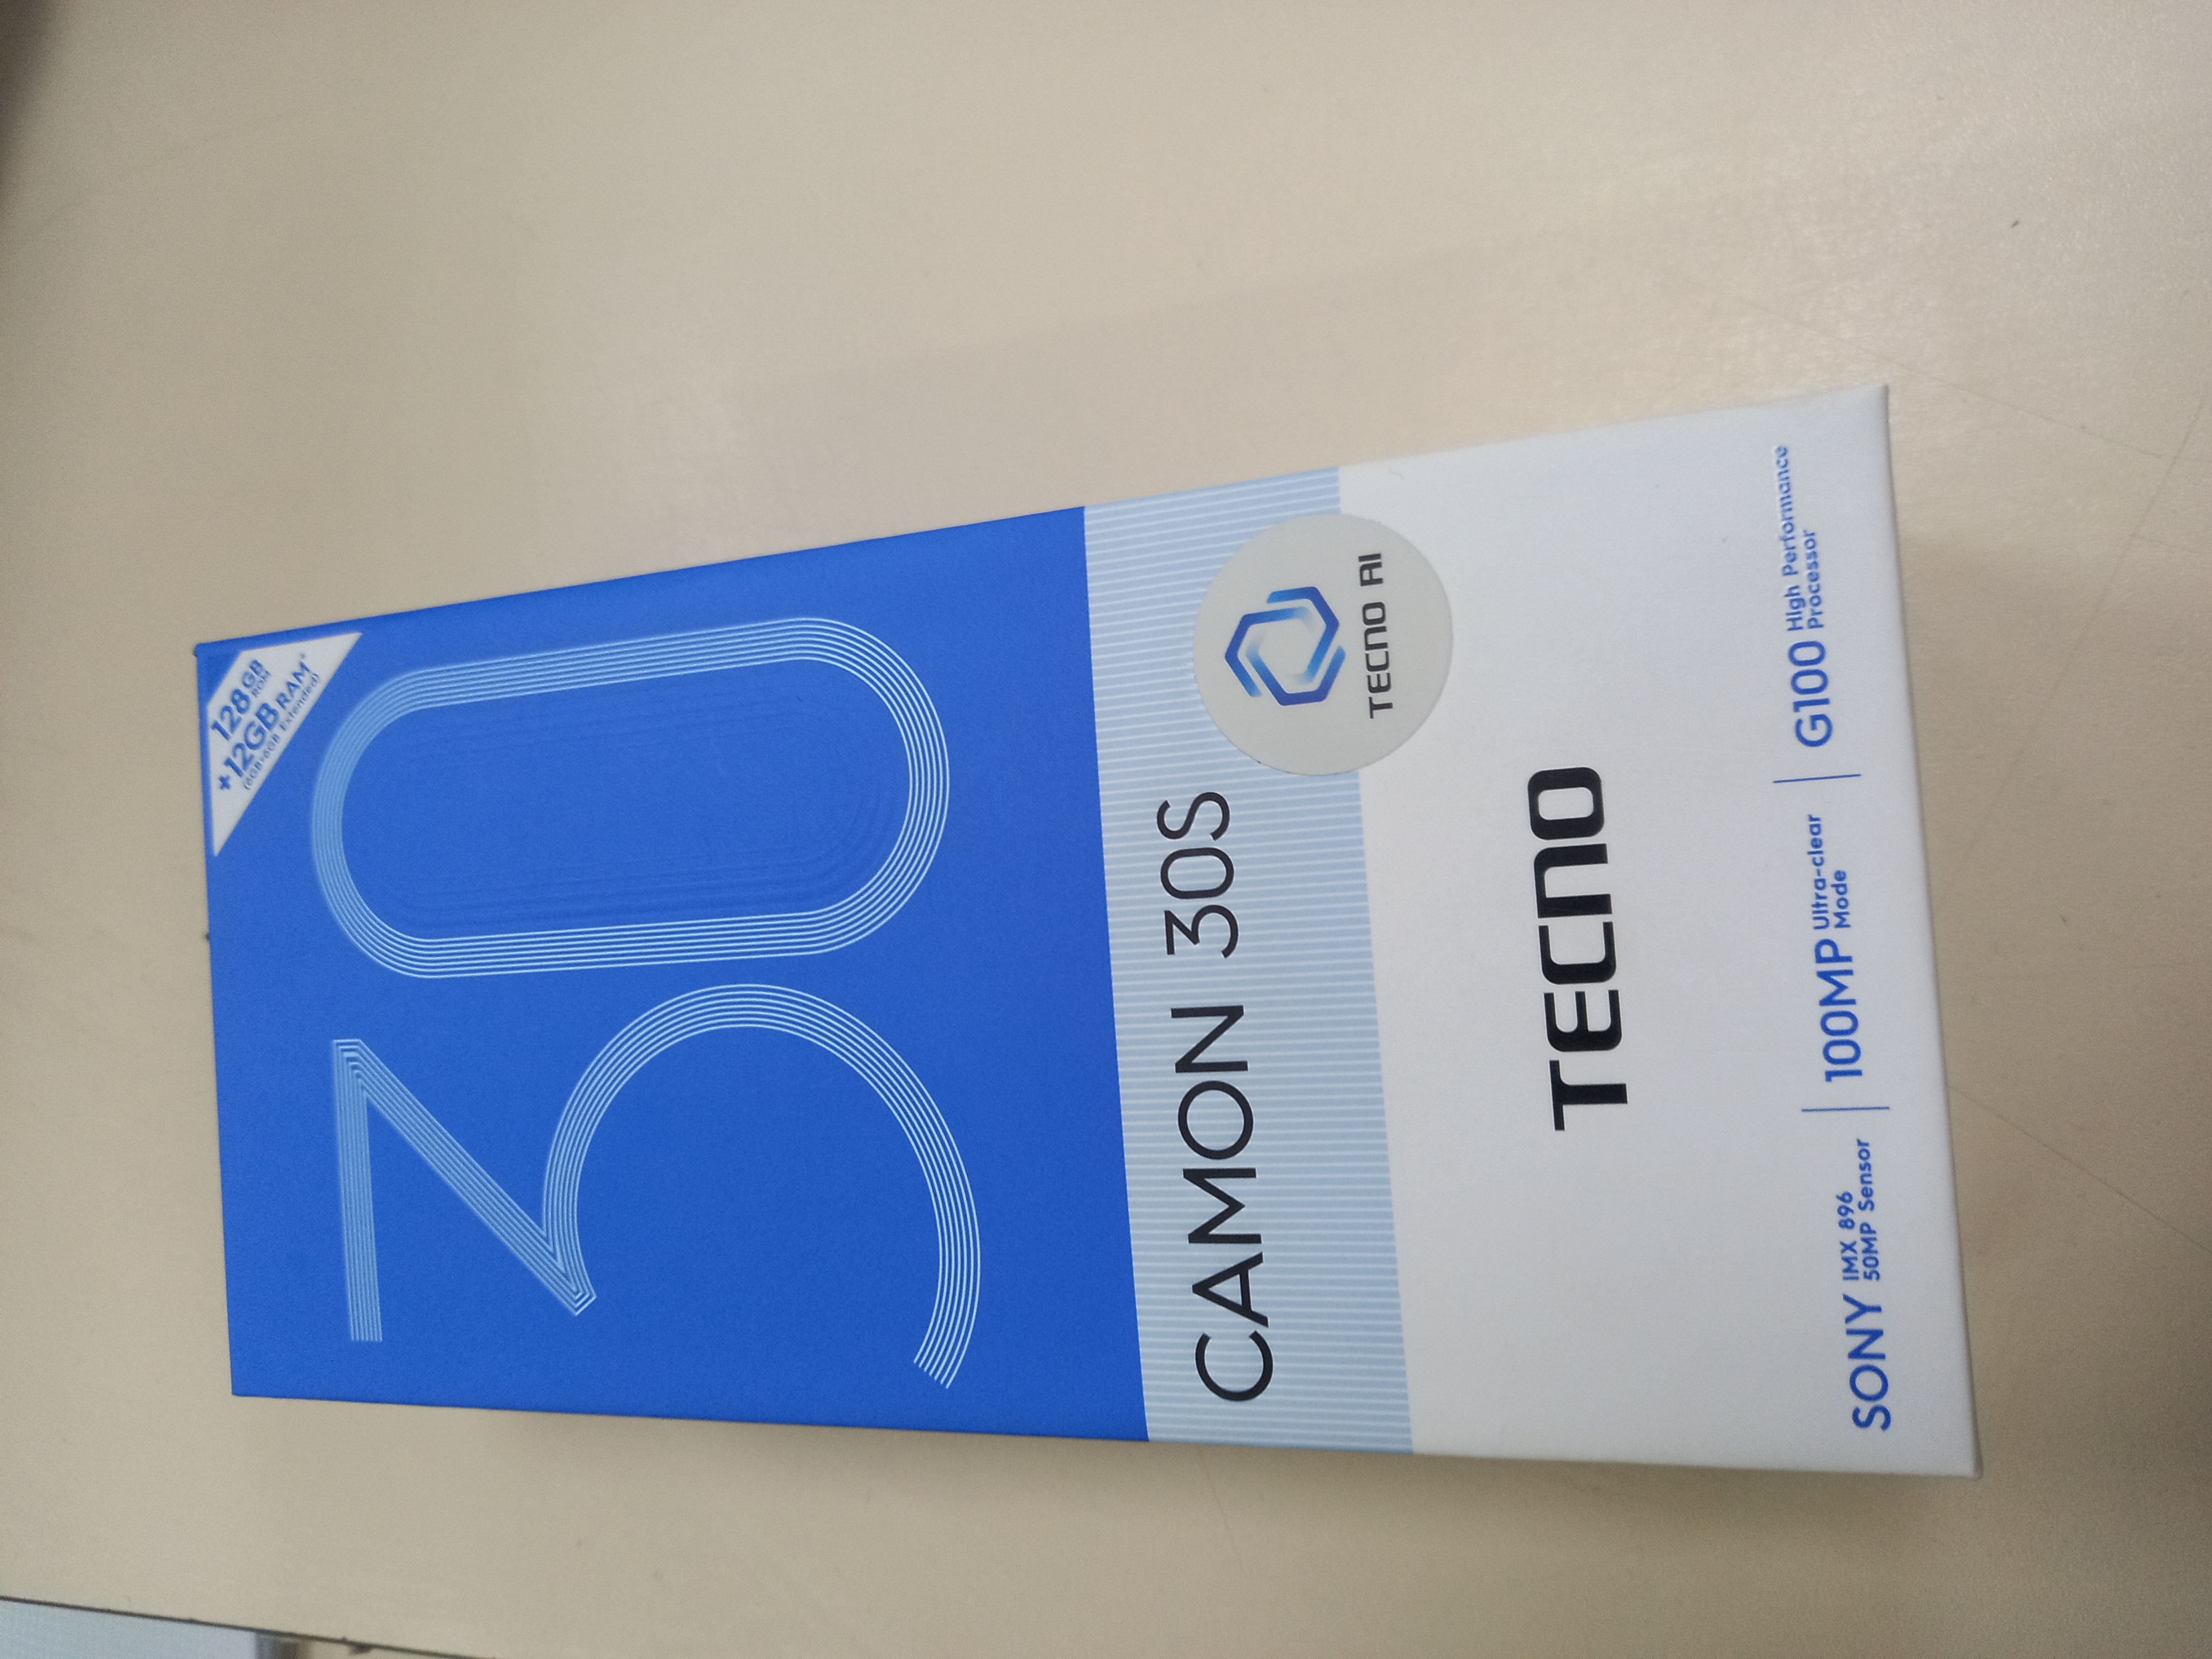 128GB
ROM
+12GB RAM*
(6GB+6GB Extended)
30
CAMON 30S
TECNO AI
TECNO
SONY IMX 896
50MP Sensor
100MP Ultra-clear
Mode
G100 High Performance
Processor